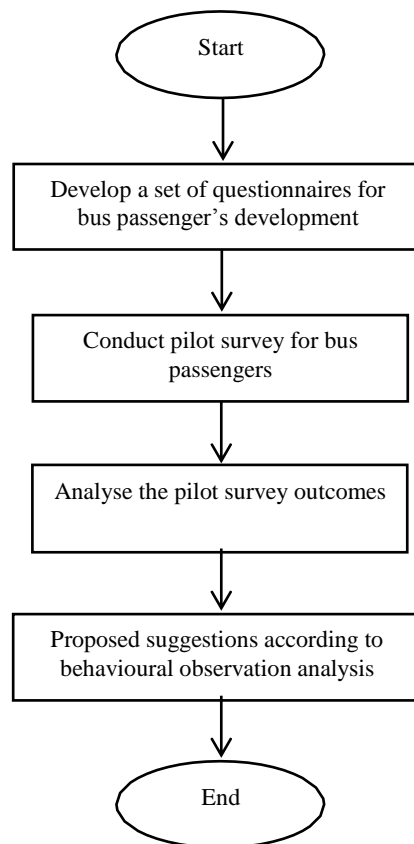 Start
Develop a set of questionnaires for
bus passenger’s development
Conduct pilot survey for bus
passengers
Analyse the pilot survey outcomes
Proposed suggestions according to
behavioural observation analysis
End